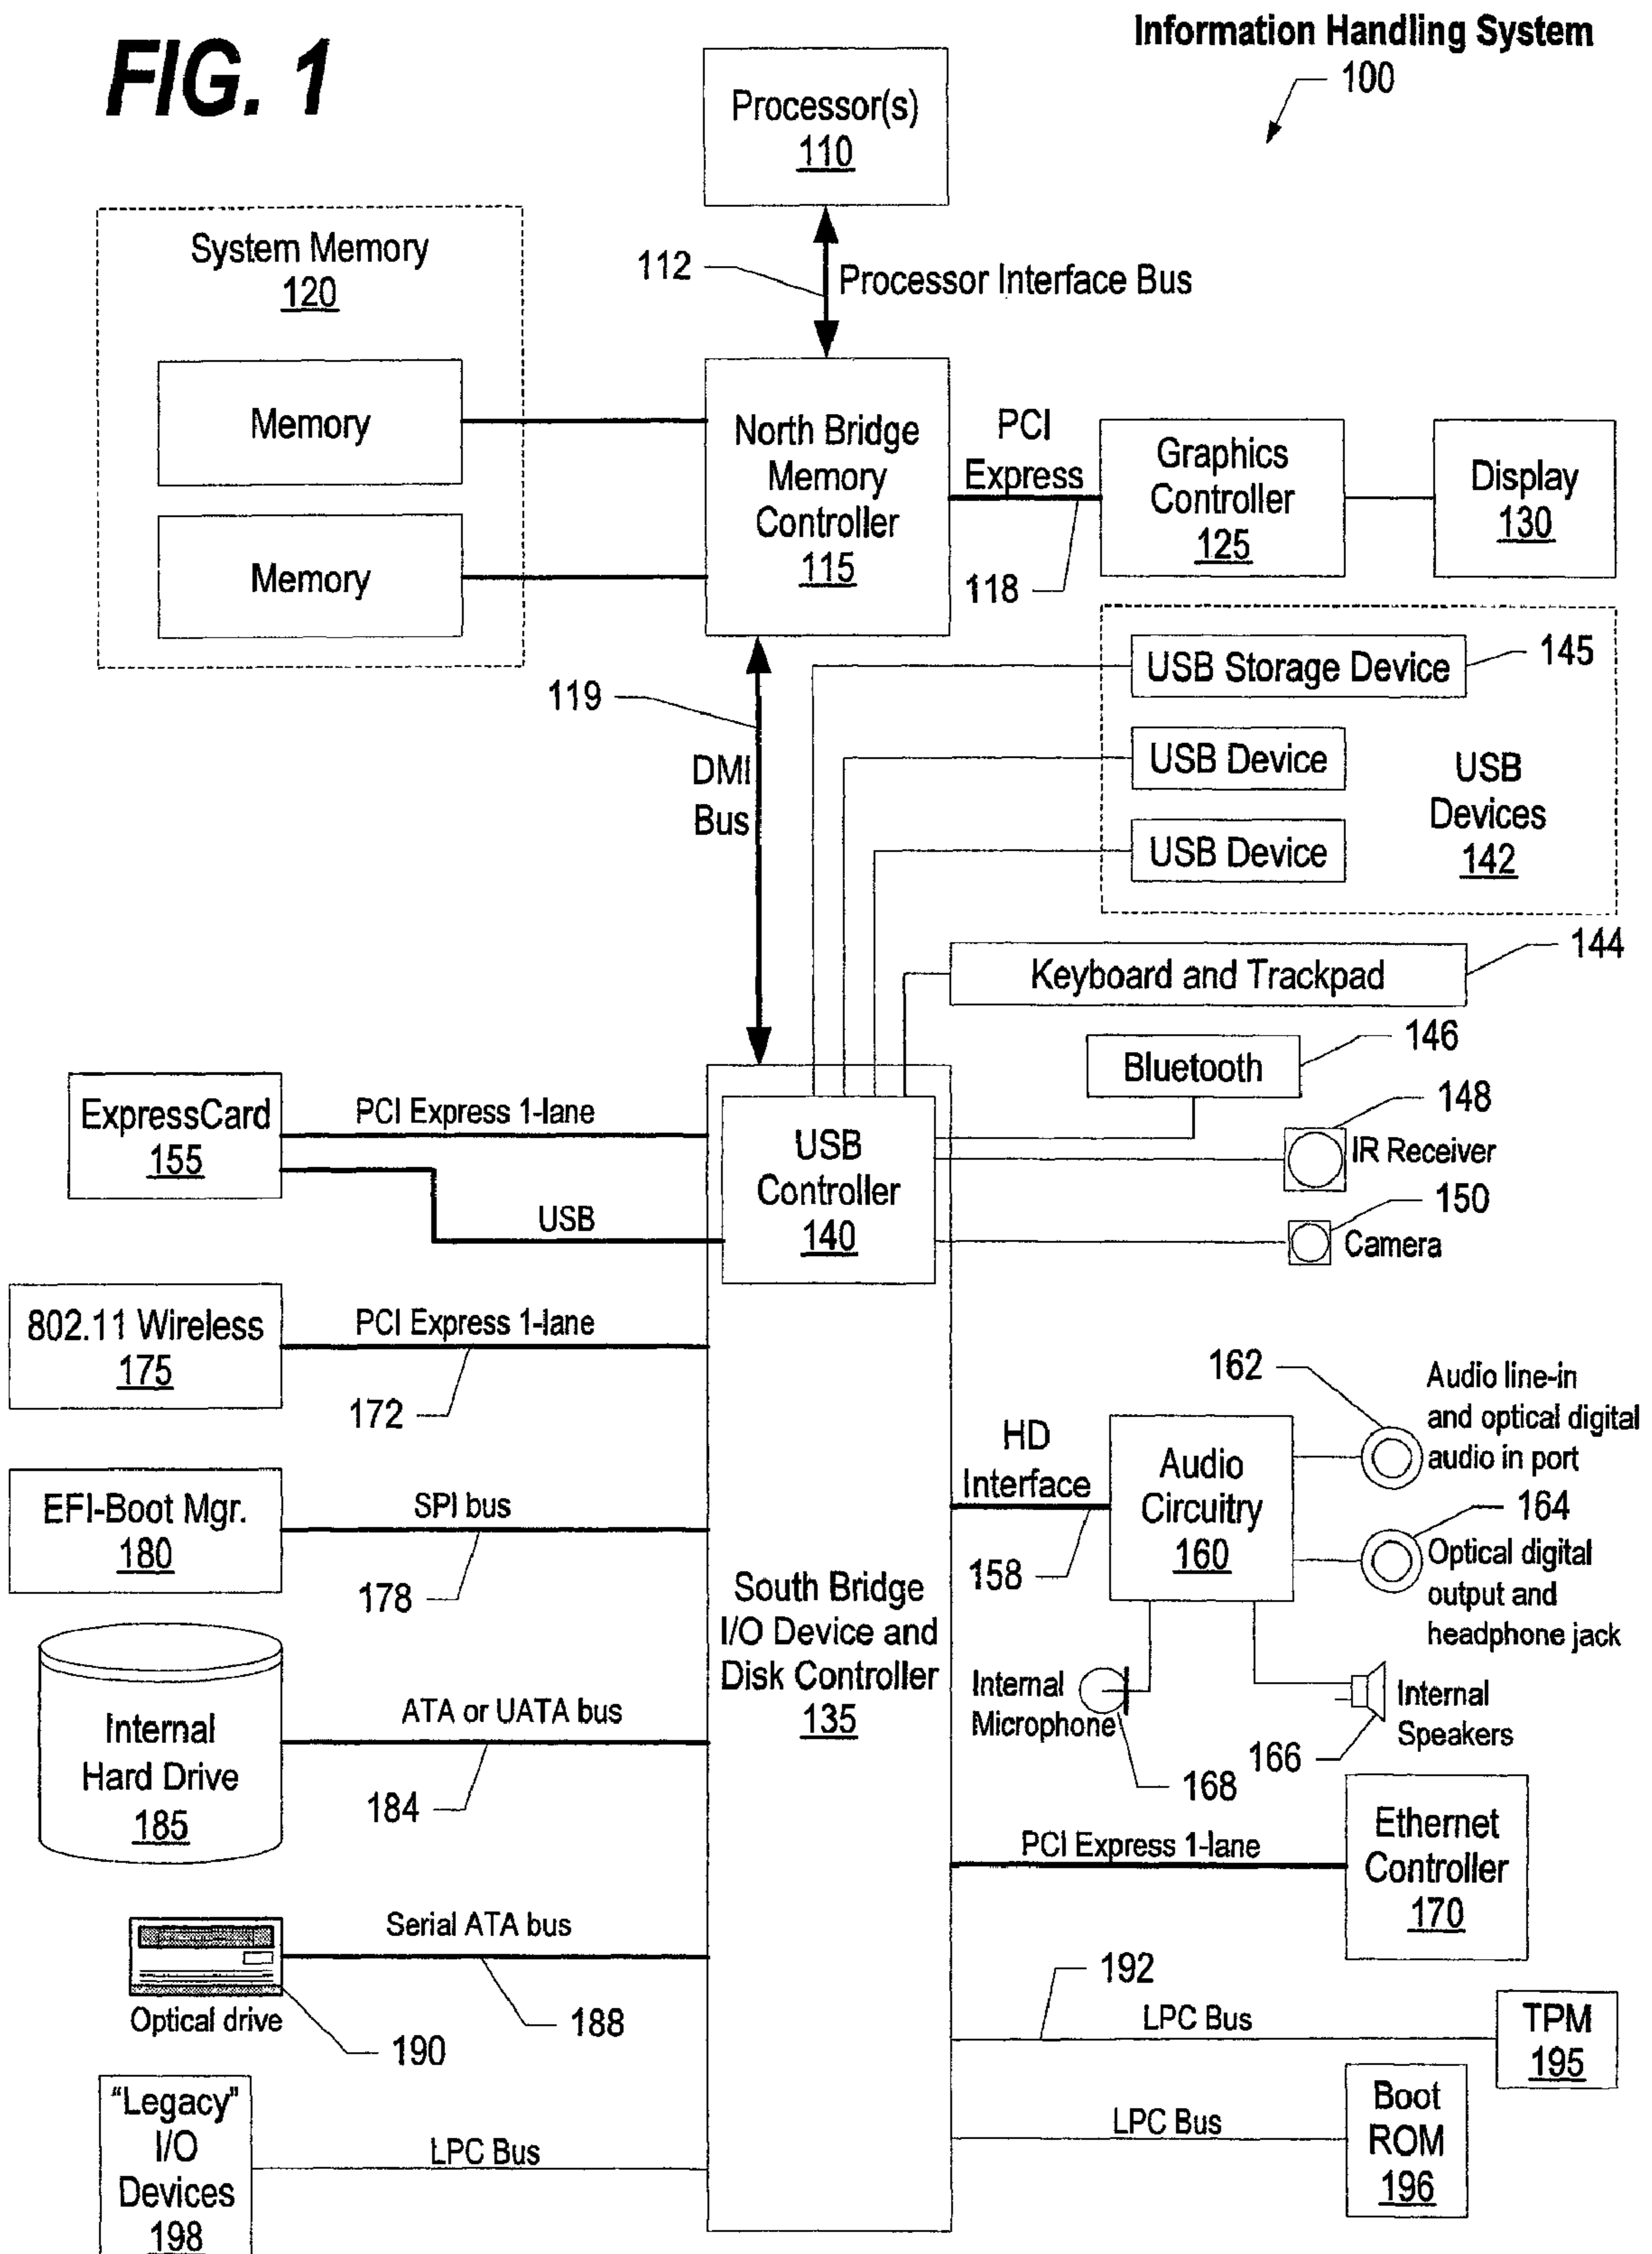 FIG. 1
Information Handling System
100
Processor(s)
110
112
Processor Interface Bus
System Memory
120
Memory
Memory
North Bridge
Memory
Controller
115
PCI
Express
118
Graphics
Controller
125
Display
130
119
DMI
Bus
USB Storage Device
145
USB Device
USB Device
USB
Devices
142
Keyboard and Trackpad
144
Bluetooth
146
148
IR Receiver
150
Camera
USB
Controller
140
ExpressCard
155
PCI Express 1-lane
USB
802.11 Wireless
175
PCI Express 1-lane
172
EFI-Boot Mgr.
180
SPI bus
178
Internal
Hard Drive
185
ATA or UATA bus
184
South Bridge
I/O Device and
Disk Controller
135
HD
Interface
158
Audio
Circuitry
160
162
Audio line-in
and optical digital
audio in port
164
Optical digital
output and
headphone jack
Internal
Microphone
168
166
Internal
Speakers
PCI Express 1-lane
Ethernet
Controller
170
Serial ATA bus
188
Optical drive
190
192
LPC Bus
TPM
195
LPC Bus
Boot
ROM
196
"Legacy"
I/O
Devices
198
LPC Bus